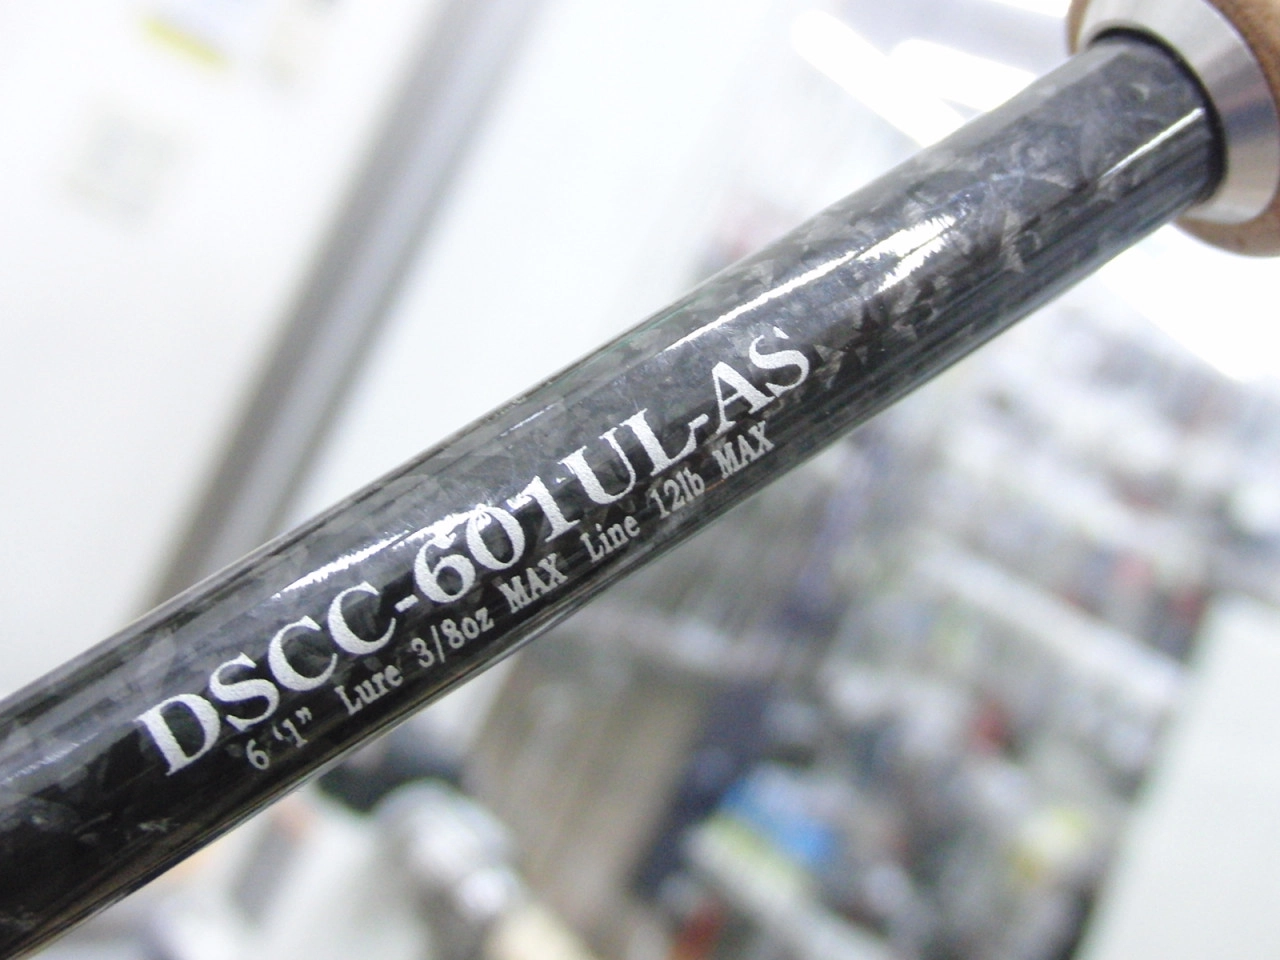 DSCC-601UL-AS
6'1" Lure 3/8oz MAX Line 12lb MAX